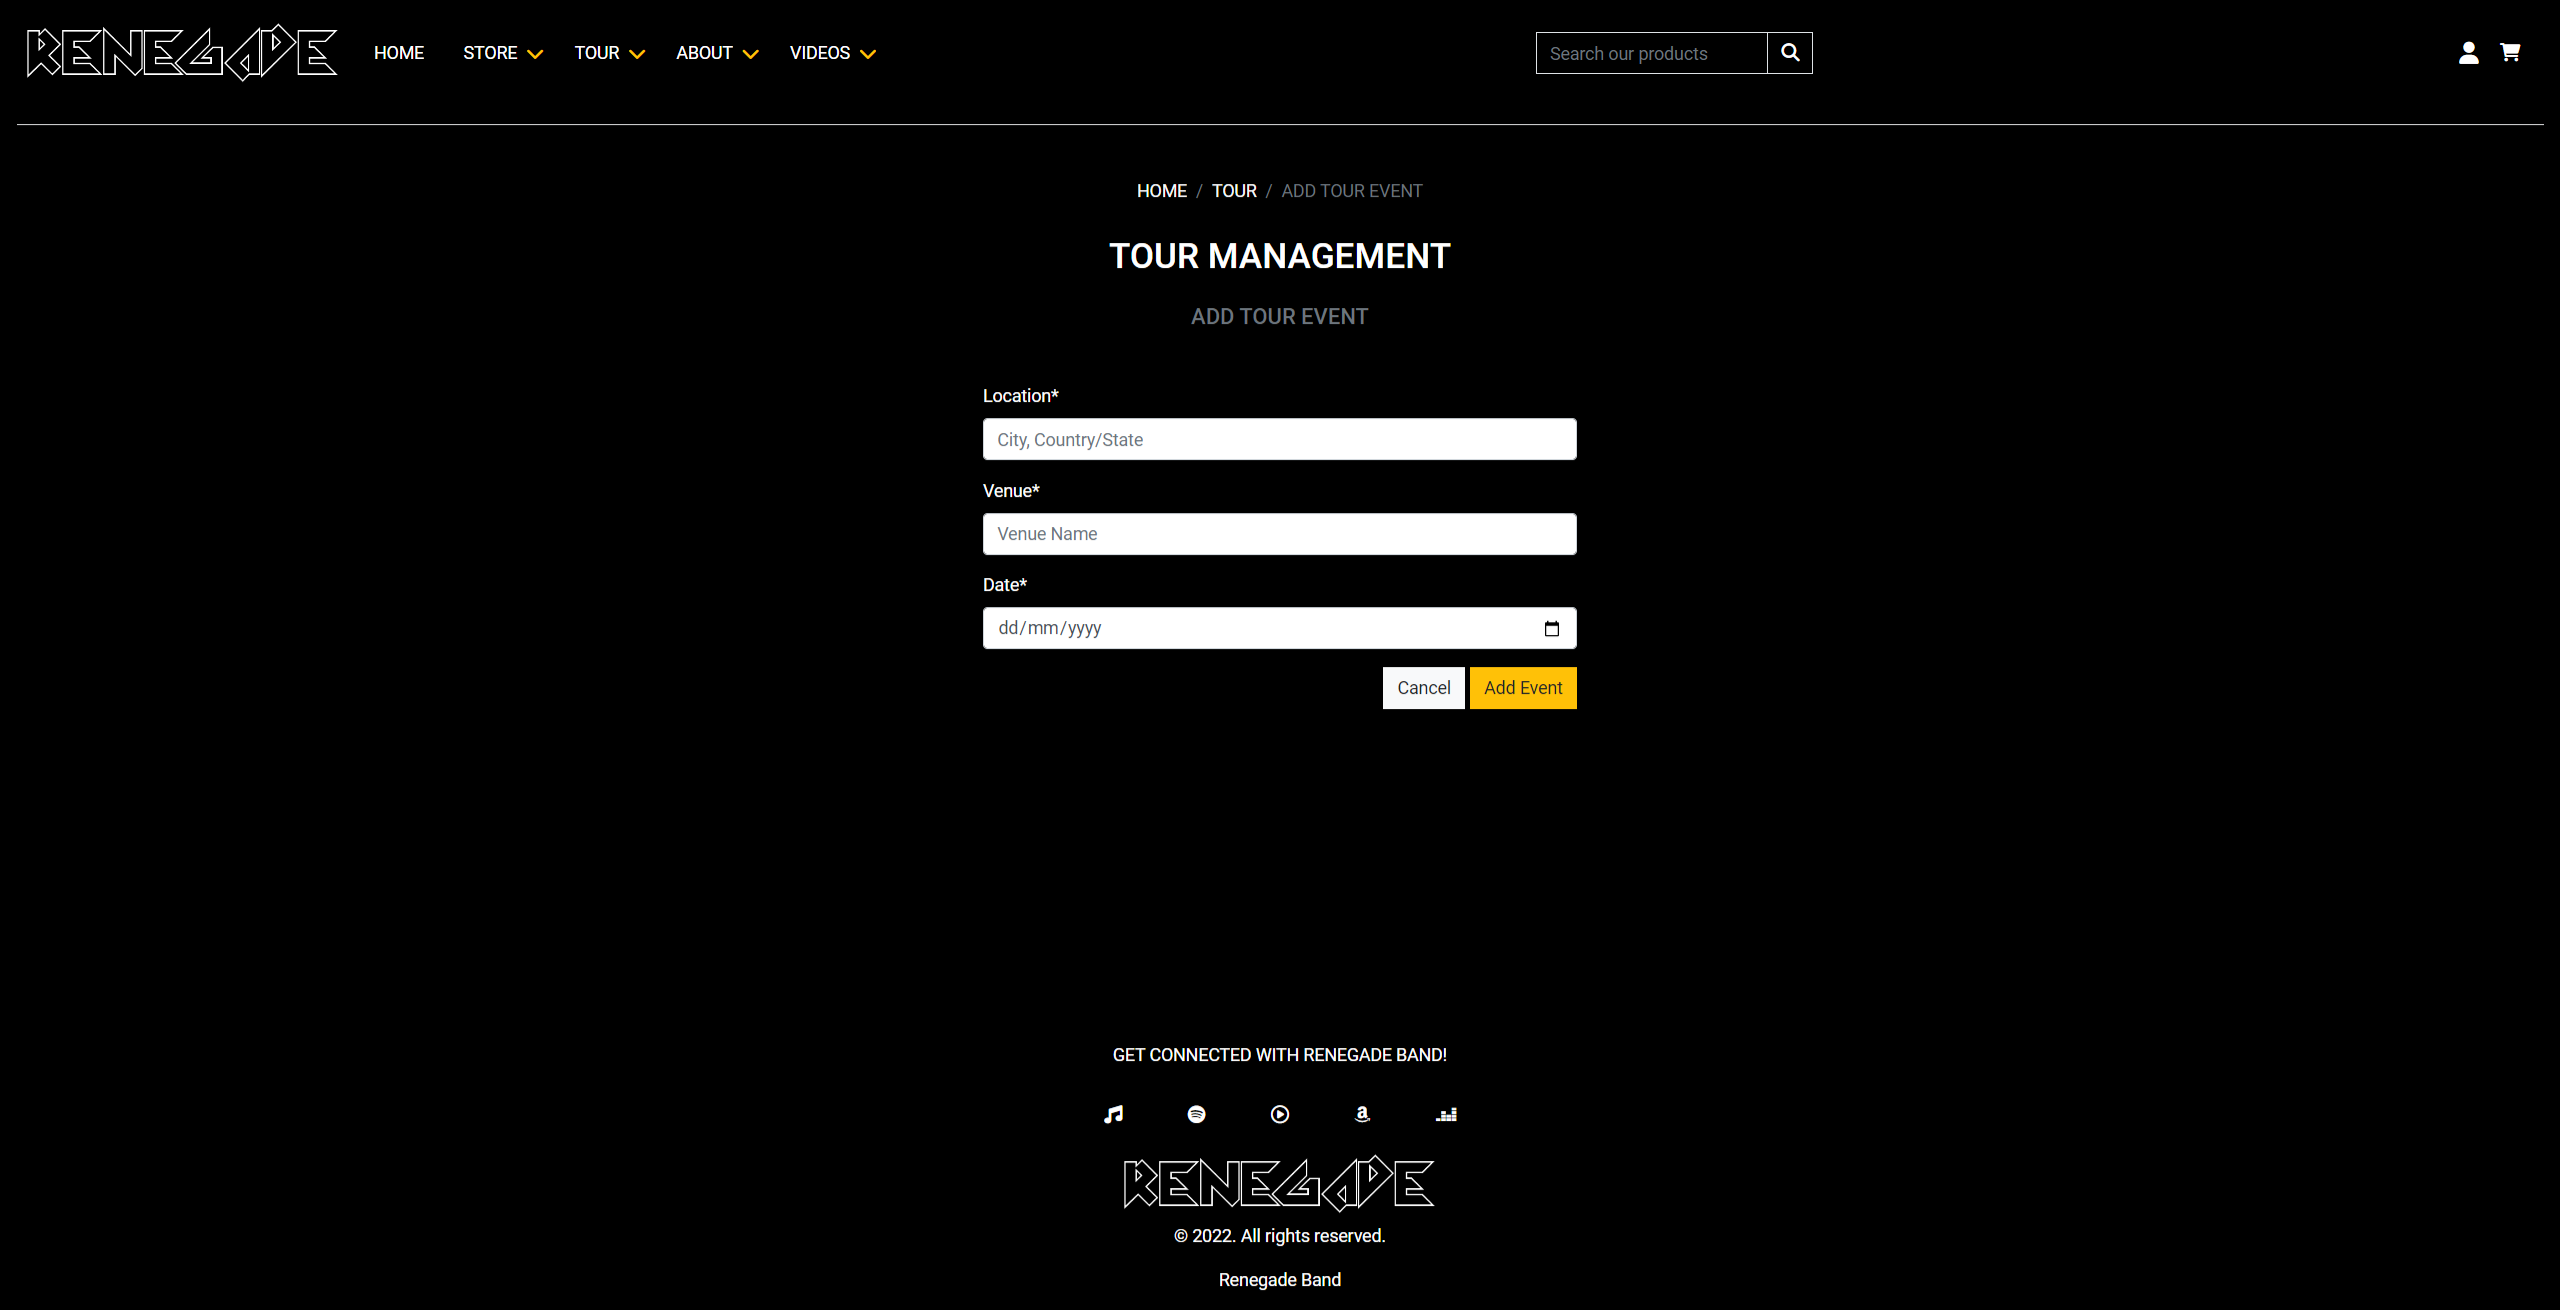 RENEGADE HOME STORE TOUR ABOUT VIDEOS Search our products
HOME / TOUR / ADD TOUR EVENT
TOUR MANAGEMENT
ADD TOUR EVENT
Location*
City, Country/State
Venue*
Venue Name
Date*
dd/mm/yyyy
Cancel Add Event
GET CONNECTED WITH RENEGADE BAND!
RENEGADE
© 2022. All rights reserved.
Renegade Band